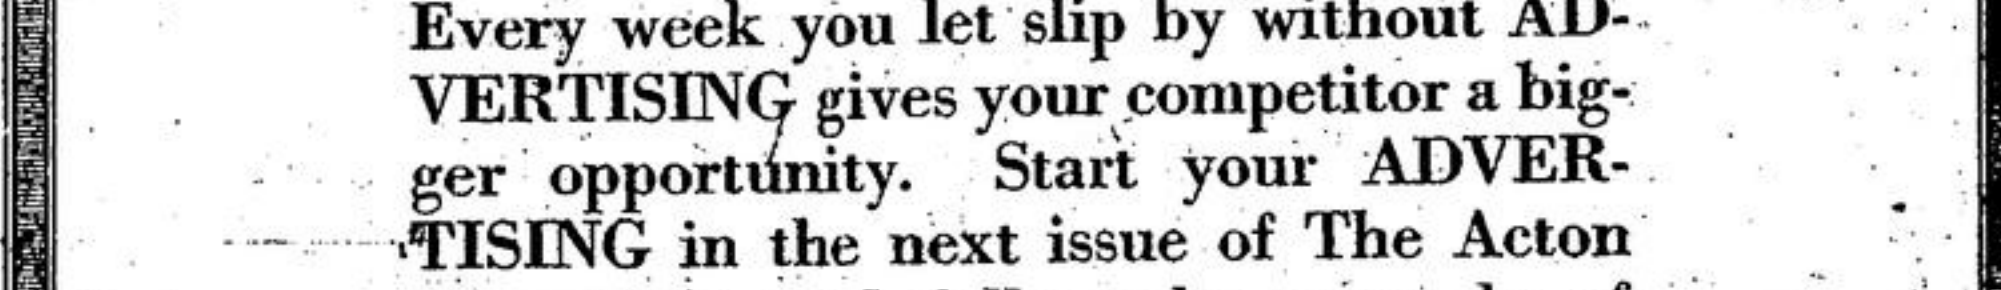 Every week you let slip by without AD-
VERTISING gives your competitor a big-
ger opportunity. Start your ADVER-
TISING in the next issue of The Acton